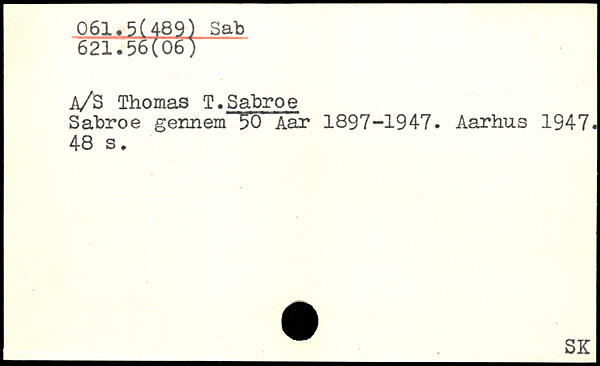 061.5(489) Sab
621.56(06)
A/S Thomas T.Sabroe
Sabroe gennem 50 Aar 1897-1947. Aarhus 1947.
48 s.
SK